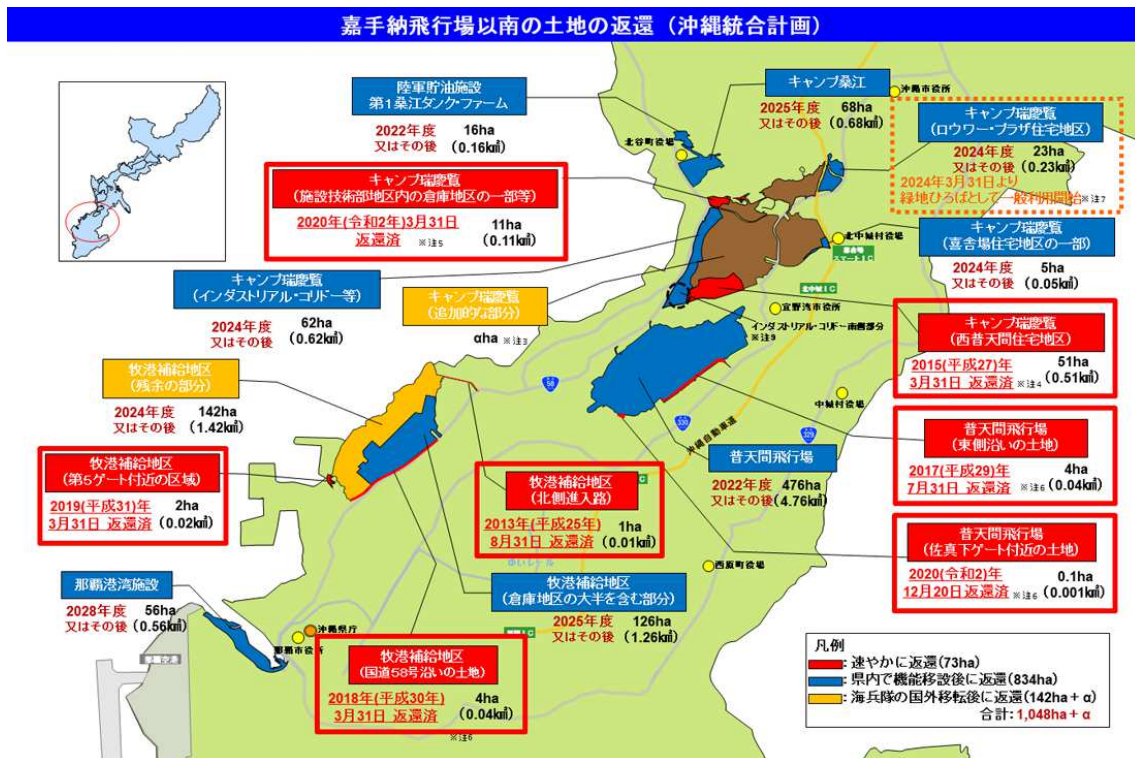 嘉手納飛行場以南の土地の返還（沖縄統合計画）
陸軍貯油施設
第１桑江タンク・ファーム
2022年度
又はその後
16ha
(0.16㎢)
キャンプ桑江
2025年度
又はその後
68ha
(0.68㎢)
沖縄市役所
北谷町役場
キャンプ瑞慶覧
(ロウワー・プラザ住宅地区)
2024年度
又はその後
23ha
(0.23㎢)
2024年3月31日より
緑地ひろばとして一般利用開始※注7
キャンプ瑞慶覧
(施設技術部地区内の倉庫地区の一部等)
2020年(令和2年)3月31日
返還済 ※注5
11ha
(0.11㎢)
北中城村役場
喜舎場
スマートIC
キャンプ瑞慶覧
(喜舎場住宅地区の一部)
2024年度
又はその後
5ha
(0.05㎢)
キャンプ瑞慶覧
(インダストリアル・コリドー等)
2024年度
又はその後
62ha
(0.62㎢)
キャンプ瑞慶覧
(追加的な部分)
αha ※注3
北中城IC
宜野湾市役所
インダストリアル・コリドー南側部分
※注9
キャンプ瑞慶覧
(西普天間住宅地区)
2015(平成27)年
3月31日 返還済 ※注4
51ha
(0.51㎢)
牧港補給地区
(残余の部分)
2024年度
又はその後
142ha
(1.42㎢)
58
330
329
沖縄自動車道
中城村役場
普天間飛行場
(東側沿いの土地)
2017(平成29)年
7月31日 返還済 ※注6
4ha
(0.04㎢)
牧港補給地区
(第5ゲート付近の区域)
2019(平成31)年
3月31日 返還済
2ha
(0.02㎢)
牧港補給地区
(北側進入路)
2013年(平成25年)
8月31日 返還済
1ha
(0.01㎢)
普天間飛行場
2022年度
又はその後
476ha
(4.76㎢)
普天間飛行場
(佐真下ゲート付近の土地)
2020(令和2)年
12月20日返還済 ※注6
0.1ha
(0.001㎢)
ゆいレール
西原町役場
那覇港湾施設
2028年度
又はその後
56ha
(0.56㎢)
牧港補給地区
(倉庫地区の大半を含む部分)
2025年度
又はその後
126ha
(1.26㎢)
沖縄県庁
那覇市役所
牧港補給地区
(国道58号沿いの土地)
2018年(平成30年)
3月31日 返還済
4ha
(0.04㎢)
※注6
凡例
：速やかに返還(73ha)
：県内で機能移設後に返還(834ha)
：海兵隊の国外移転後に返還(142ha＋α)
合計：1,048ha＋α